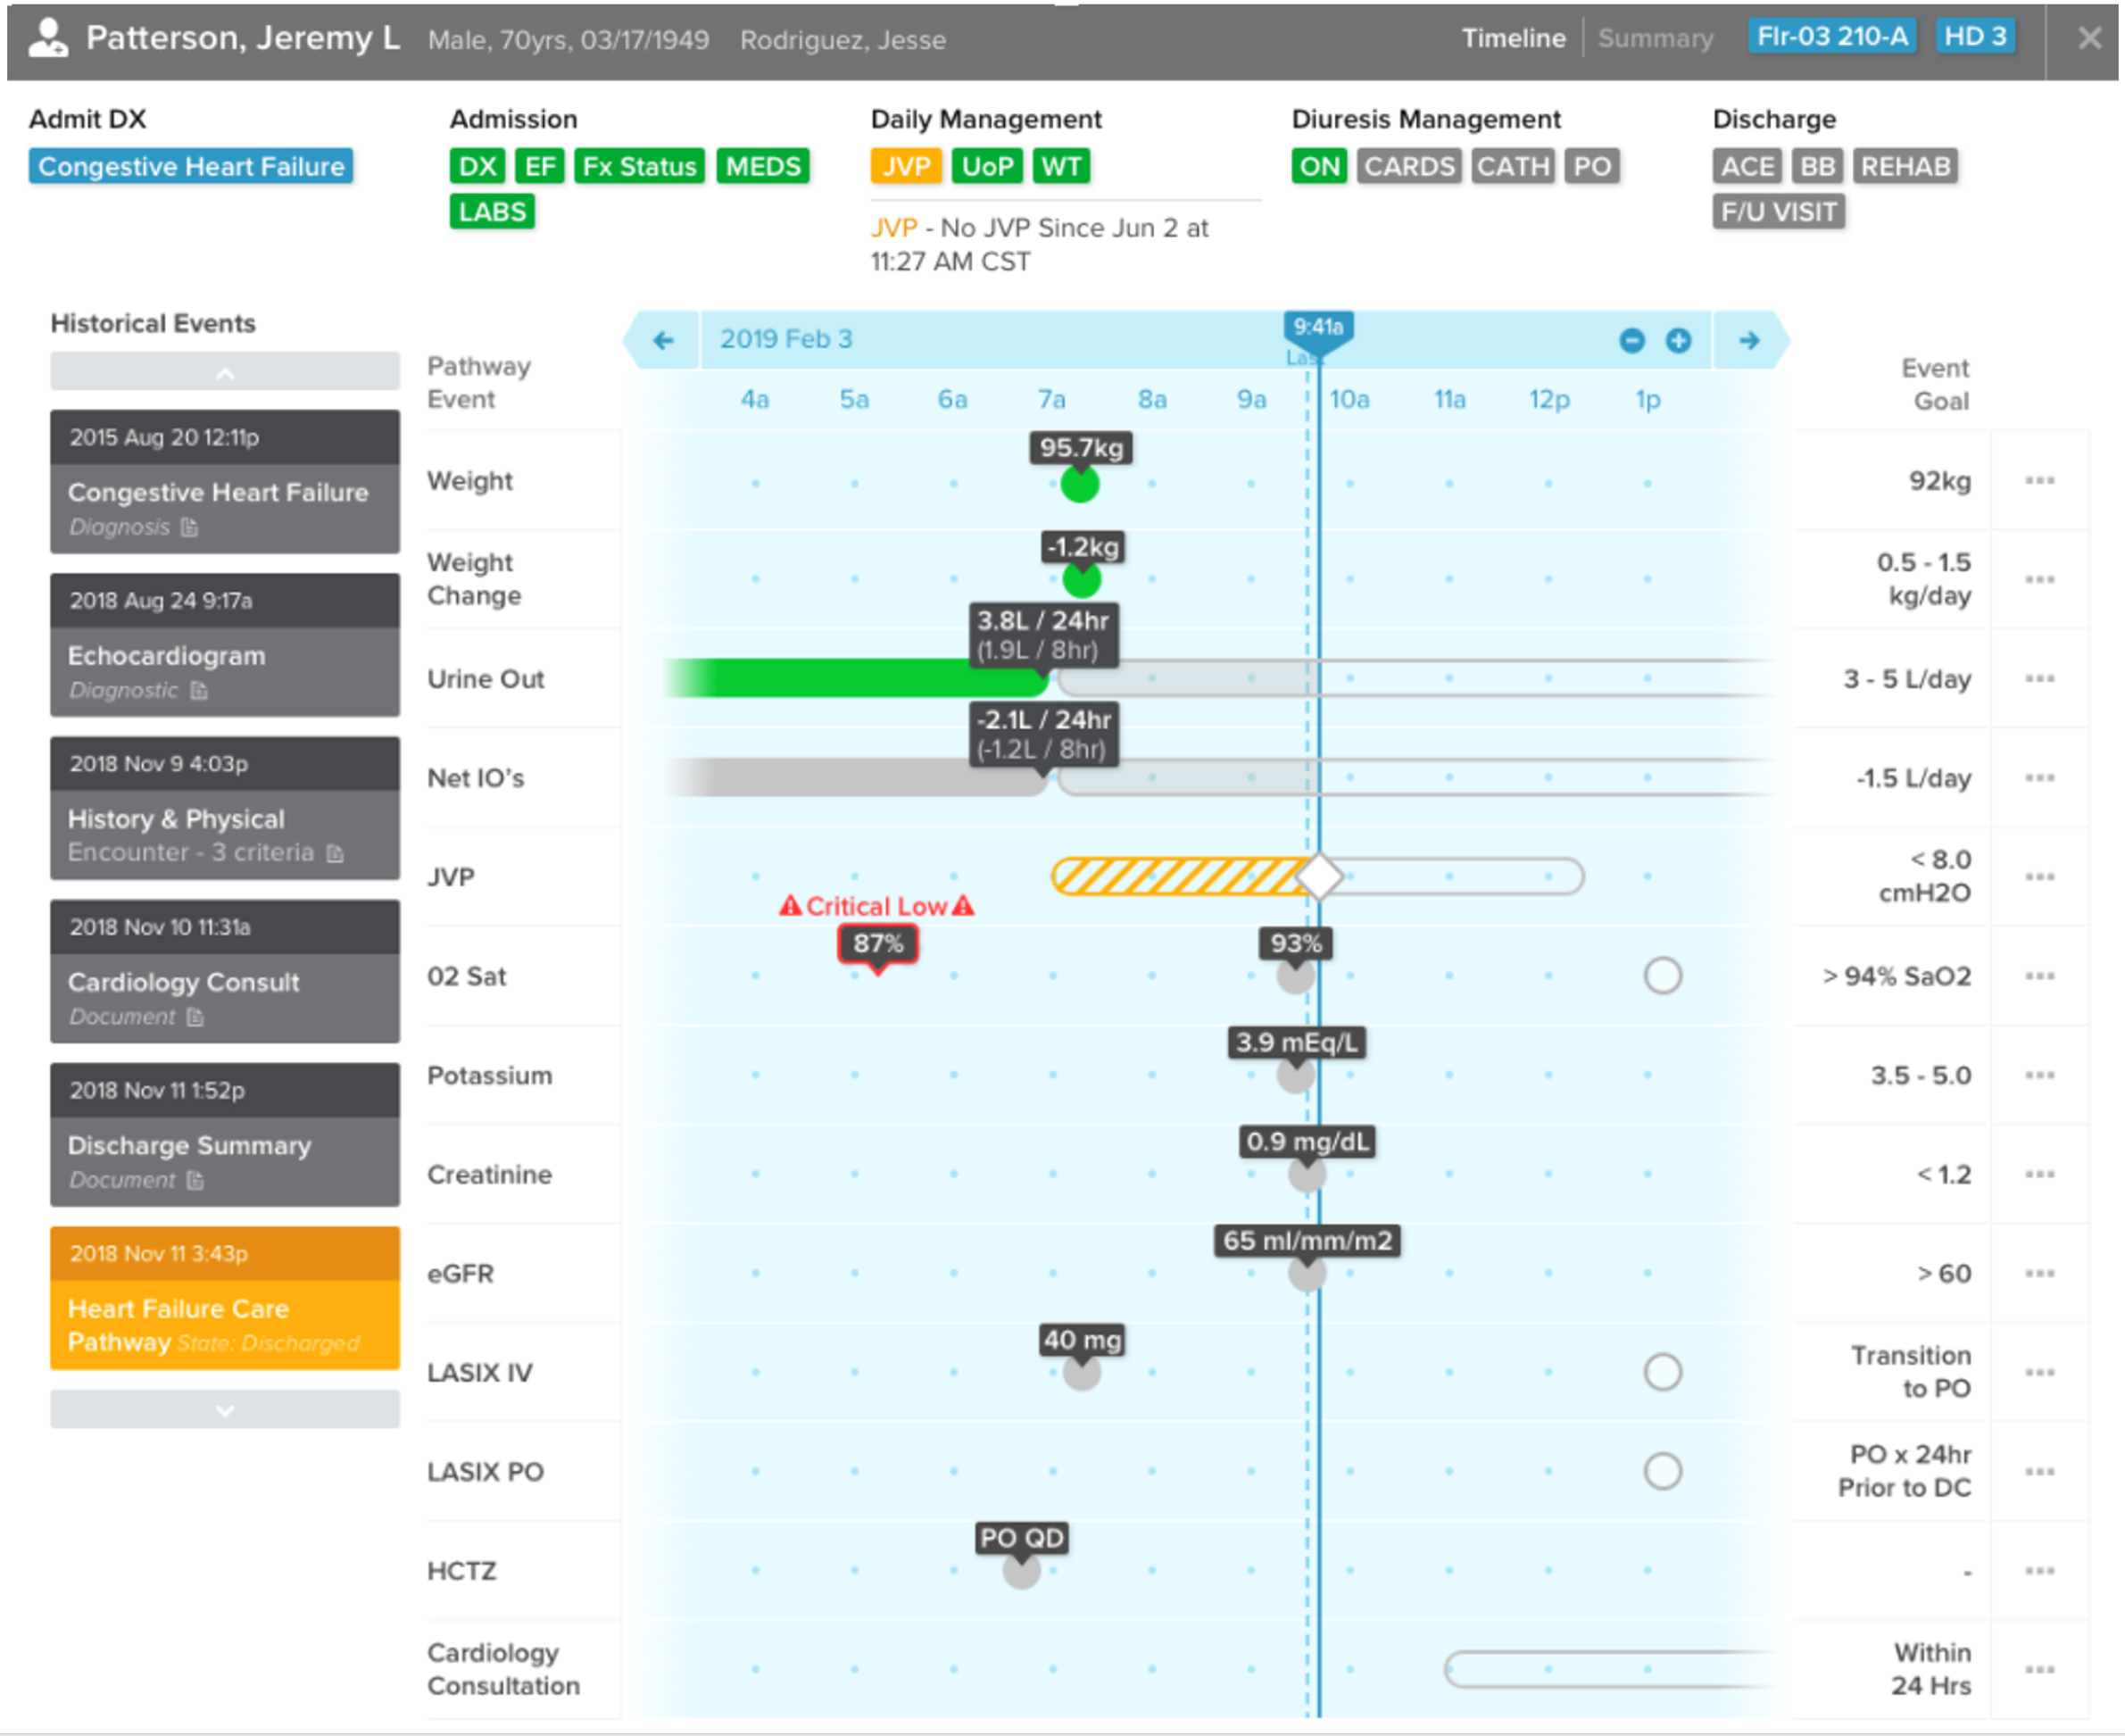 Patterson, Jeremy L Male, 70yrs, 03/17/1949 Rodriguez, Jesse Timeline Summary Flr-03 210-A HD 3
Admit DX
Congestive Heart Failure
Admission
DX EF Fx Status MEDS
LABS
Daily Management
JVP UoP WT
JVP - No JVP Since Jun 2 at
11:27 AM CST
Diuresis Management
ON CARDS CATH PO
Discharge
ACE BB REHAB
F/U VISIT
Historical Events
2015 Aug 20 12:11p
Congestive Heart Failure
Diagnosis
2018 Aug 24 9:17a
Echocardiogram
Diagnostic
2018 Nov 9 4:03p
History & Physical
Encounter - 3 criteria
2018 Nov 10 11:31a
Cardiology Consult
Document
2018 Nov 11 1:52p
Discharge Summary
Document
2018 Nov 11 3:43p
Heart Failure Care
Pathway State: Discharged
Pathway
Event
2019 Feb 3
9:41a
4a 5a 6a 7a 8a 9a 10a 11a 12p 1p
Event
Goal
Weight
95.7kg
92kg
Weight
Change
-1.2kg
0.5 - 1.5
kg/day
Urine Out
3.8L / 24hr
(1.9L / 8hr)
3 - 5 L/day
Net IO's
-2.1L / 24hr
(-1.2L / 8hr)
-1.5 L/day
JVP
< 8.0
cmH2O
02 Sat
Critical Low
87%
93%
> 94% SaO2
Potassium
3.9 mEq/L
3.5 - 5.0
Creatinine
0.9 mg/dL
< 1.2
eGFR
65 ml/mm/m2
> 60
LASIX IV
40 mg
Transition
to PO
LASIX PO
PO x 24hr
Prior to DC
HCTZ
PO QD
-
Cardiology
Consultation
Within
24 Hrs